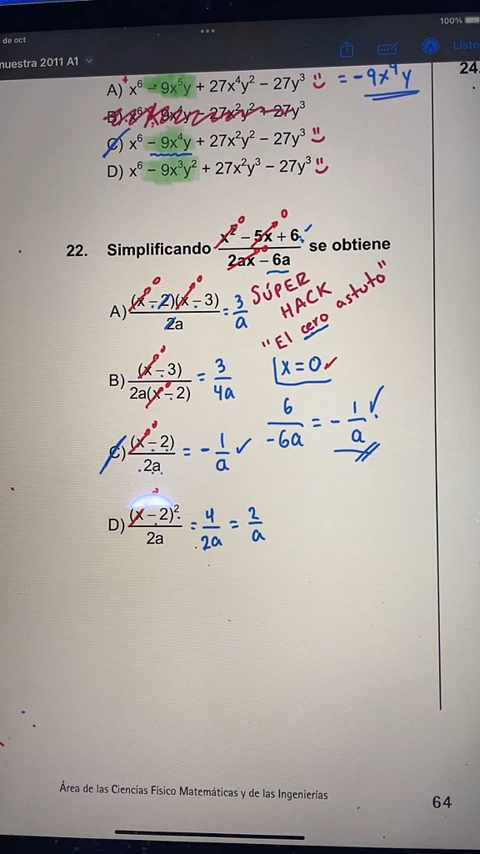 100%
de oct
Listo
muestra 2011 A1
24.
A) x⁶ − 9x⁵y + 27x⁴y² − 27y³ = −9x⁴y
C) x⁶ − 9x⁴y + 27x²y² − 27y³
D) x⁶ − 9x³y² + 27x²y³ − 27y³
22. Simplificando (x² − 5x + 6)/(2ax − 6a) se obtiene
A) (x − 2)(x − 3)/2a = 3/a
SÚPER HACK
"El cero astuto"
x = 0
B) (x − 3)/2a(x − 2) = 3/4a
6/−6a = −1/a
C) (x − 2)/2a = −1/a
D) (x − 2)²/2a = 4/2a = 2/a
Área de las Ciencias Físico Matemáticas y de las Ingenierías
64